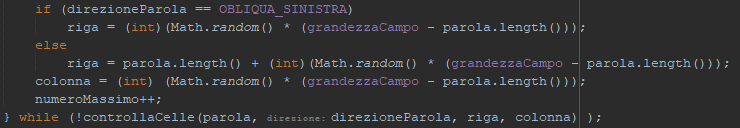 if (direzioneParola == OBLIQUA_SINISTRA)
riga = (int)(Math.random() * (grandezzaCampo - parola.length()));
else
riga = parola.length() + (int)(Math.random() * (grandezzaCampo - parola.length()));
colonna = (int) (Math.random() * (grandezzaCampo - parola.length()));
numeroMassimo++;
} while (!controllaCelle(parola, diresione: direzioneParola, riga, colonna) );